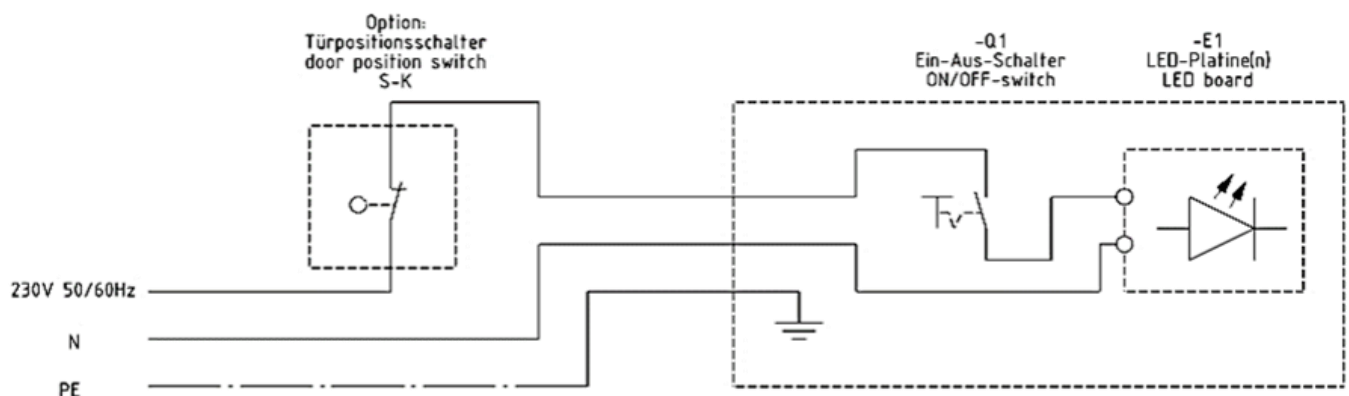 Option:
Türpositionsschalter
door position switch
S-K
-Q1
Ein-Aus-Schalter
ON/OFF-switch
-E1
LED-Platine(n)
LED board
230V 50/60Hz
N
PE